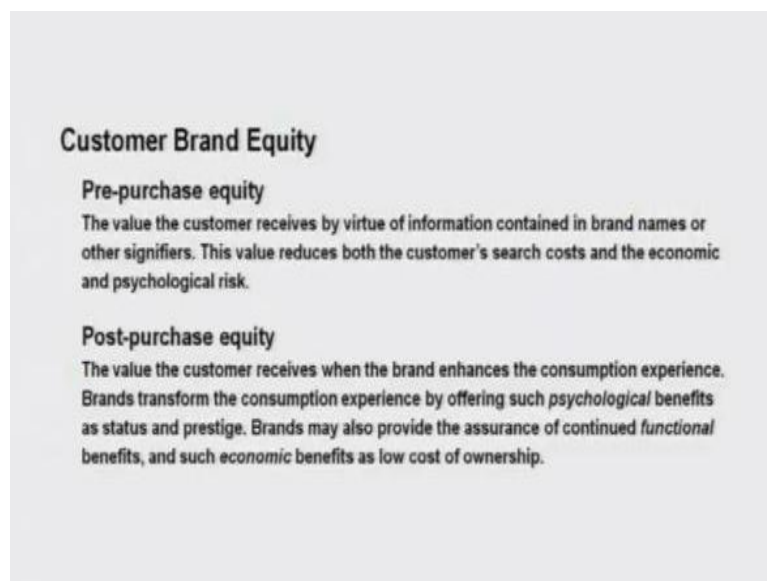 Customer Brand Equity
Pre-purchase equity
The value the customer receives by virtue of information contained in brand names or
other signifiers. This value reduces both the customer's search costs and the economic
and psychological risk.
Post-purchase equity
The value the customer receives when the brand enhances the consumption experience.
Brands transform the consumption experience by offering such psychological benefits
as status and prestige. Brands may also provide the assurance of continued functional
benefits, and such economic benefits as low cost of ownership.